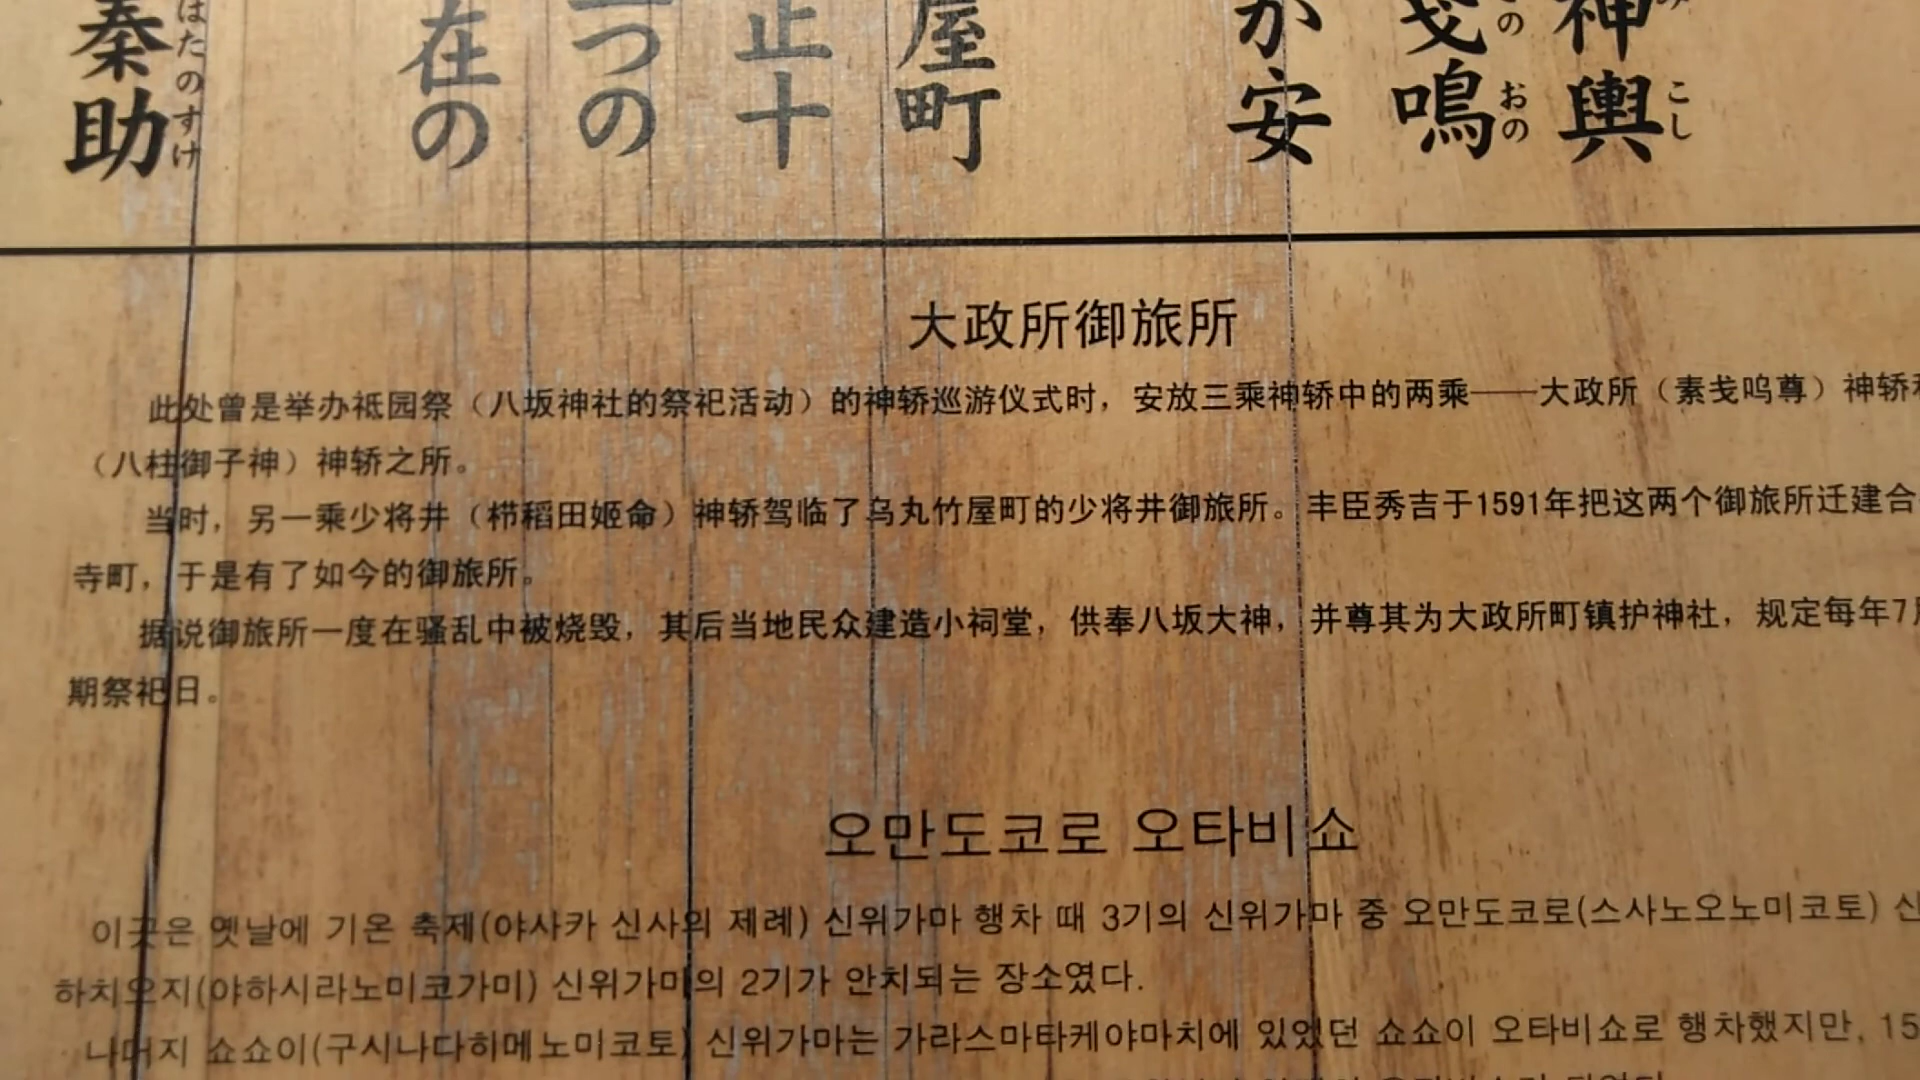 神輿
みこし
戔鳴
のおの
が安
屋町
止十
つの
在の
秦助
はたのすけ
大政所御旅所
此处曾是举办祇园祭（八坂神社的祭祀活动）的神轿巡游仪式时，安放三乘神轿中的两乘——大政所（素戈呜尊）神轿和
（八柱御子神）神轿之所。
当时，另一乘少将井（栉稻田姬命）神轿驾临了乌丸竹屋町的少将井御旅所。丰臣秀吉于1591年把这两个御旅所迁建合
寺町，于是有了如今的御旅所。
据说御旅所一度在骚乱中被烧毁，其后当地民众建造小祠堂，供奉八坂大神，并尊其为大政所町镇护神社，规定每年7月
期祭祀日。
오만도코로 오타비쇼
이곳은 옛날에 기온 축제(야사카 신사의 제례) 신위가마 행차 때 3기의 신위가마 중 오만도코로(스사노오노미코토) 신
하치오지(야하시라노미코가미) 신위가마의 2기가 안치되는 장소였다.
나머지 쇼쇼이(구시나다히메노미코토) 신위가마는 가라스마타케야마치에 있었던 쇼쇼이 오타비쇼로 행차했지만, 15